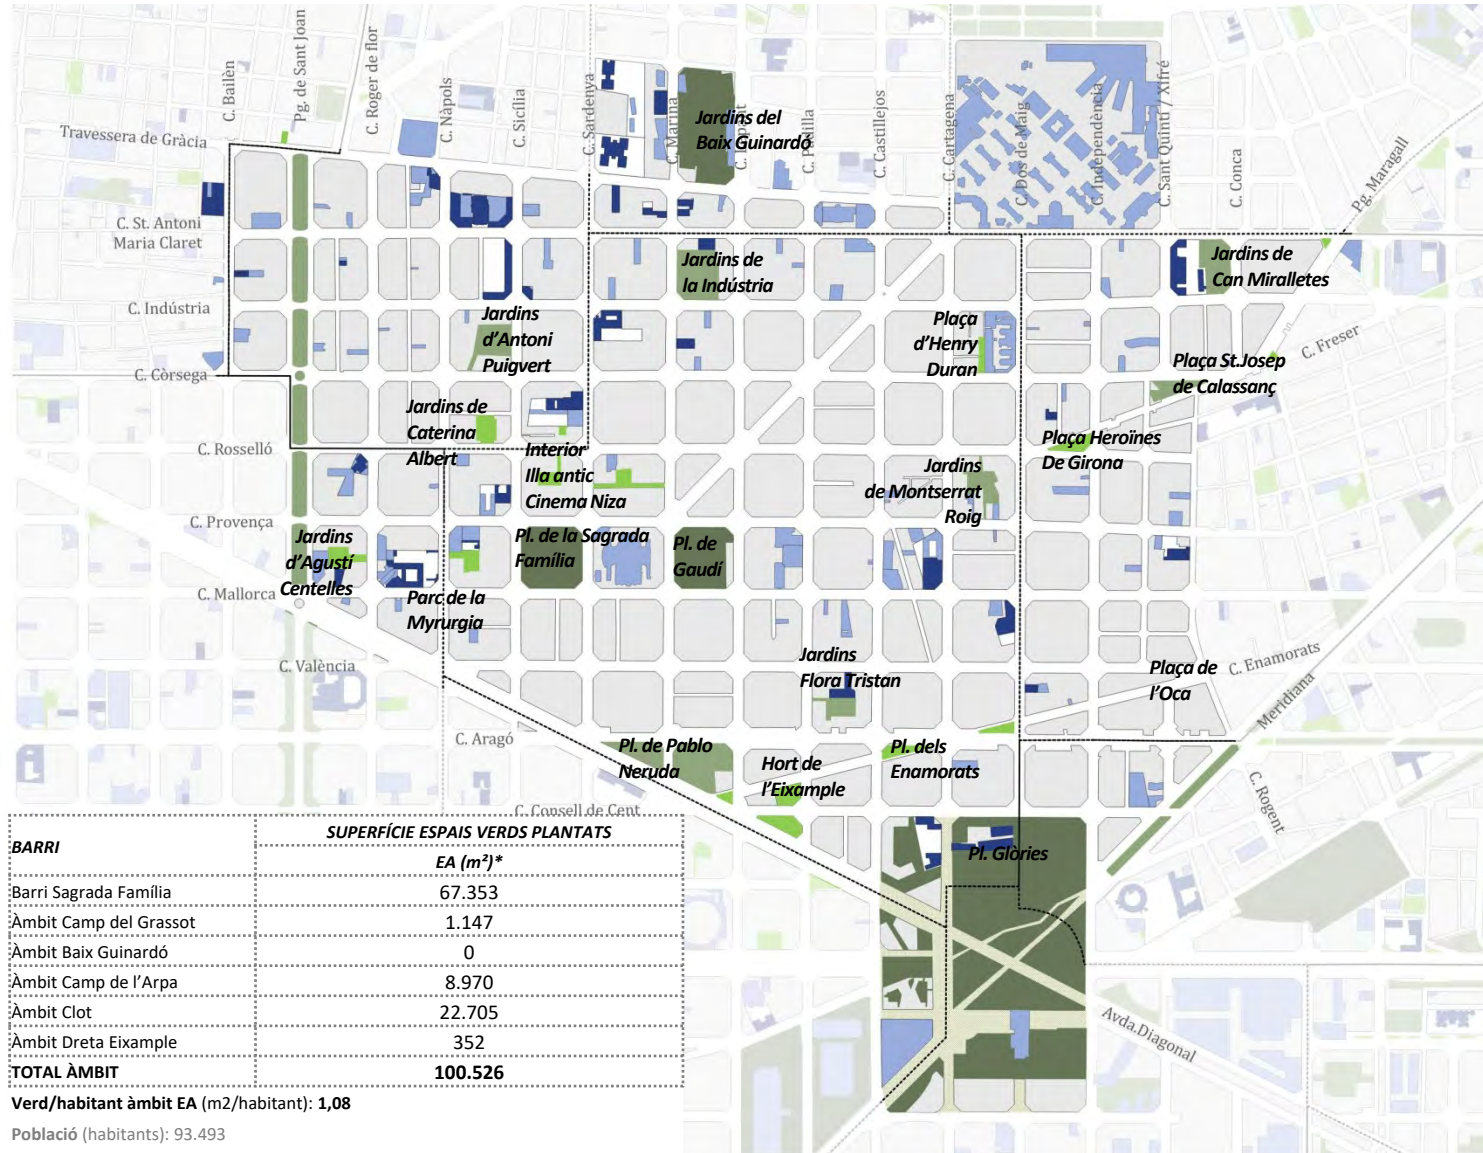 C. Bailèn
Pg. de Sant Joan
C. Roger de flor
C. Nàpols
C. Sicília
C. Sardenya
C. Marina
C. Padilla
C. Castillejos
C. Cartagena
C. Dos de Maig
C. Independència
C. Sant Quintí / Xifré
C. Conca
Pg. Maragall
Travessera de Gràcia
Jardins del
Baix Guinardó
C. St. Antoni
Maria Claret
Jardins de
la Indústria
Jardins de
Can Miralletes
C. Indústria
Jardins
d'Antoni
Puigvert
Plaça
d'Henry
Duran
C. Freser
Plaça St.Josep
de Calassanç
C. Còrsega
Jardins de
Caterina
Albert
C. Rosselló
Interior
Illa antic
Cinema Niza
Plaça Heroïnes
De Girona
Jardins
de Montserrat
Roig
C. Provença
Jardins
d'Agustí
Centelles
Pl. de la Sagrada
Família
Pl. de
Gaudí
C. Mallorca
Parc de la
Myrurgia
C. València
Jardins
Flora Tristan
Plaça de
l'Oca
C. Enamorats
Meridiana
C. Aragó
Pl. de Pablo
Neruda
Hort de
l'Eixample
Pl. dels
Enamorats
C. Rogent
C. Consell de Cent
Pl. Glòries
Avda.Diagonal
BARRI
SUPERFÍCIE ESPAIS VERDS PLANTATS
EA (m²)*
Barri Sagrada Família 67.353
Àmbit Camp del Grassot 1.147
Àmbit Baix Guinardó 0
Àmbit Camp de l'Arpa 8.970
Àmbit Clot 22.705
Àmbit Dreta Eixample 352
TOTAL ÀMBIT 100.526
Verd/habitant àmbit EA (m2/habitant): 1,08
Població (habitants): 93.493